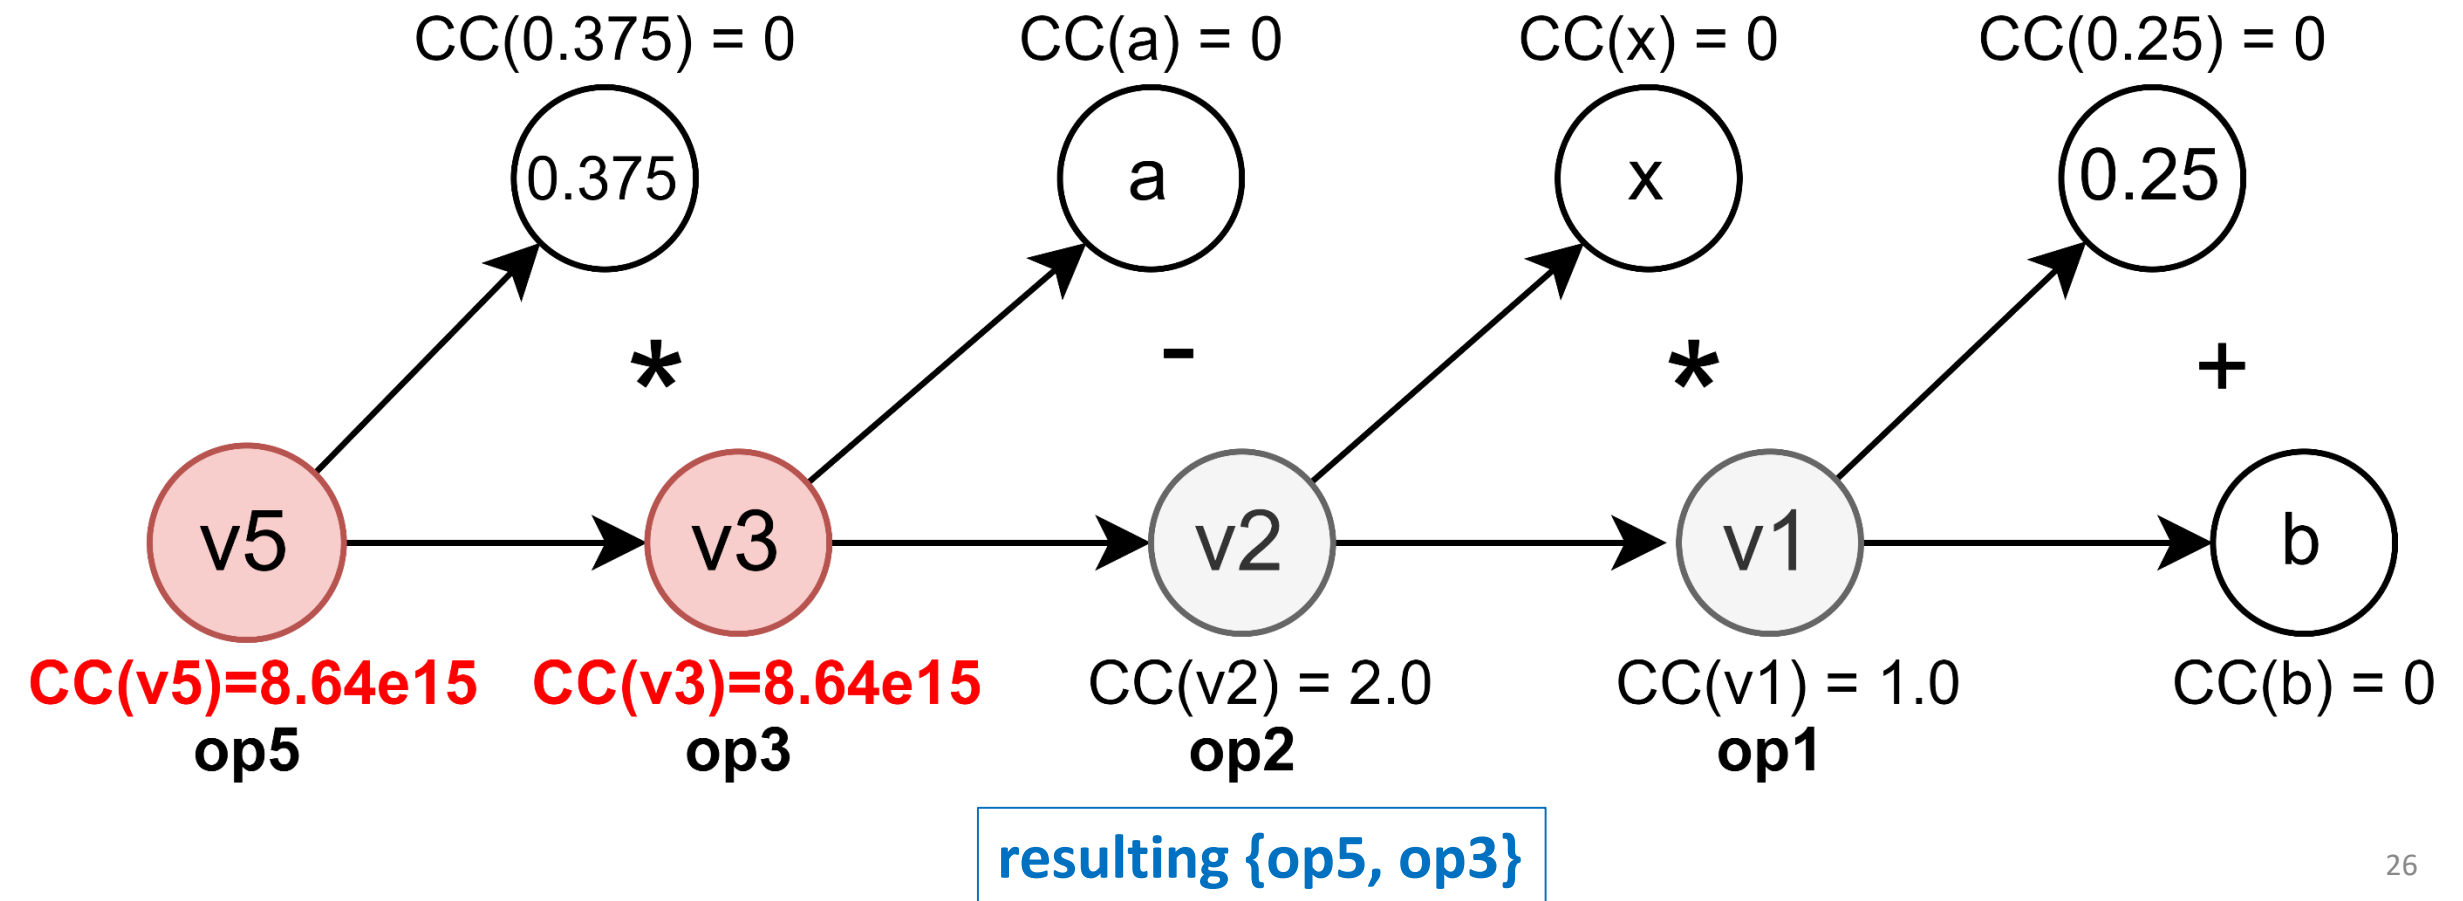 CC(0.375) = 0 CC(a) = 0 CC(x) = 0 CC(0.25) = 0
0.375 a x 0.25
* - * +
v5 v3 v2 v1 b
CC(v5)=8.64e15 CC(v3)=8.64e15 CC(v2) = 2.0 CC(v1) = 1.0 CC(b) = 0
op5 op3 op2 op1
resulting {op5, op3}
26